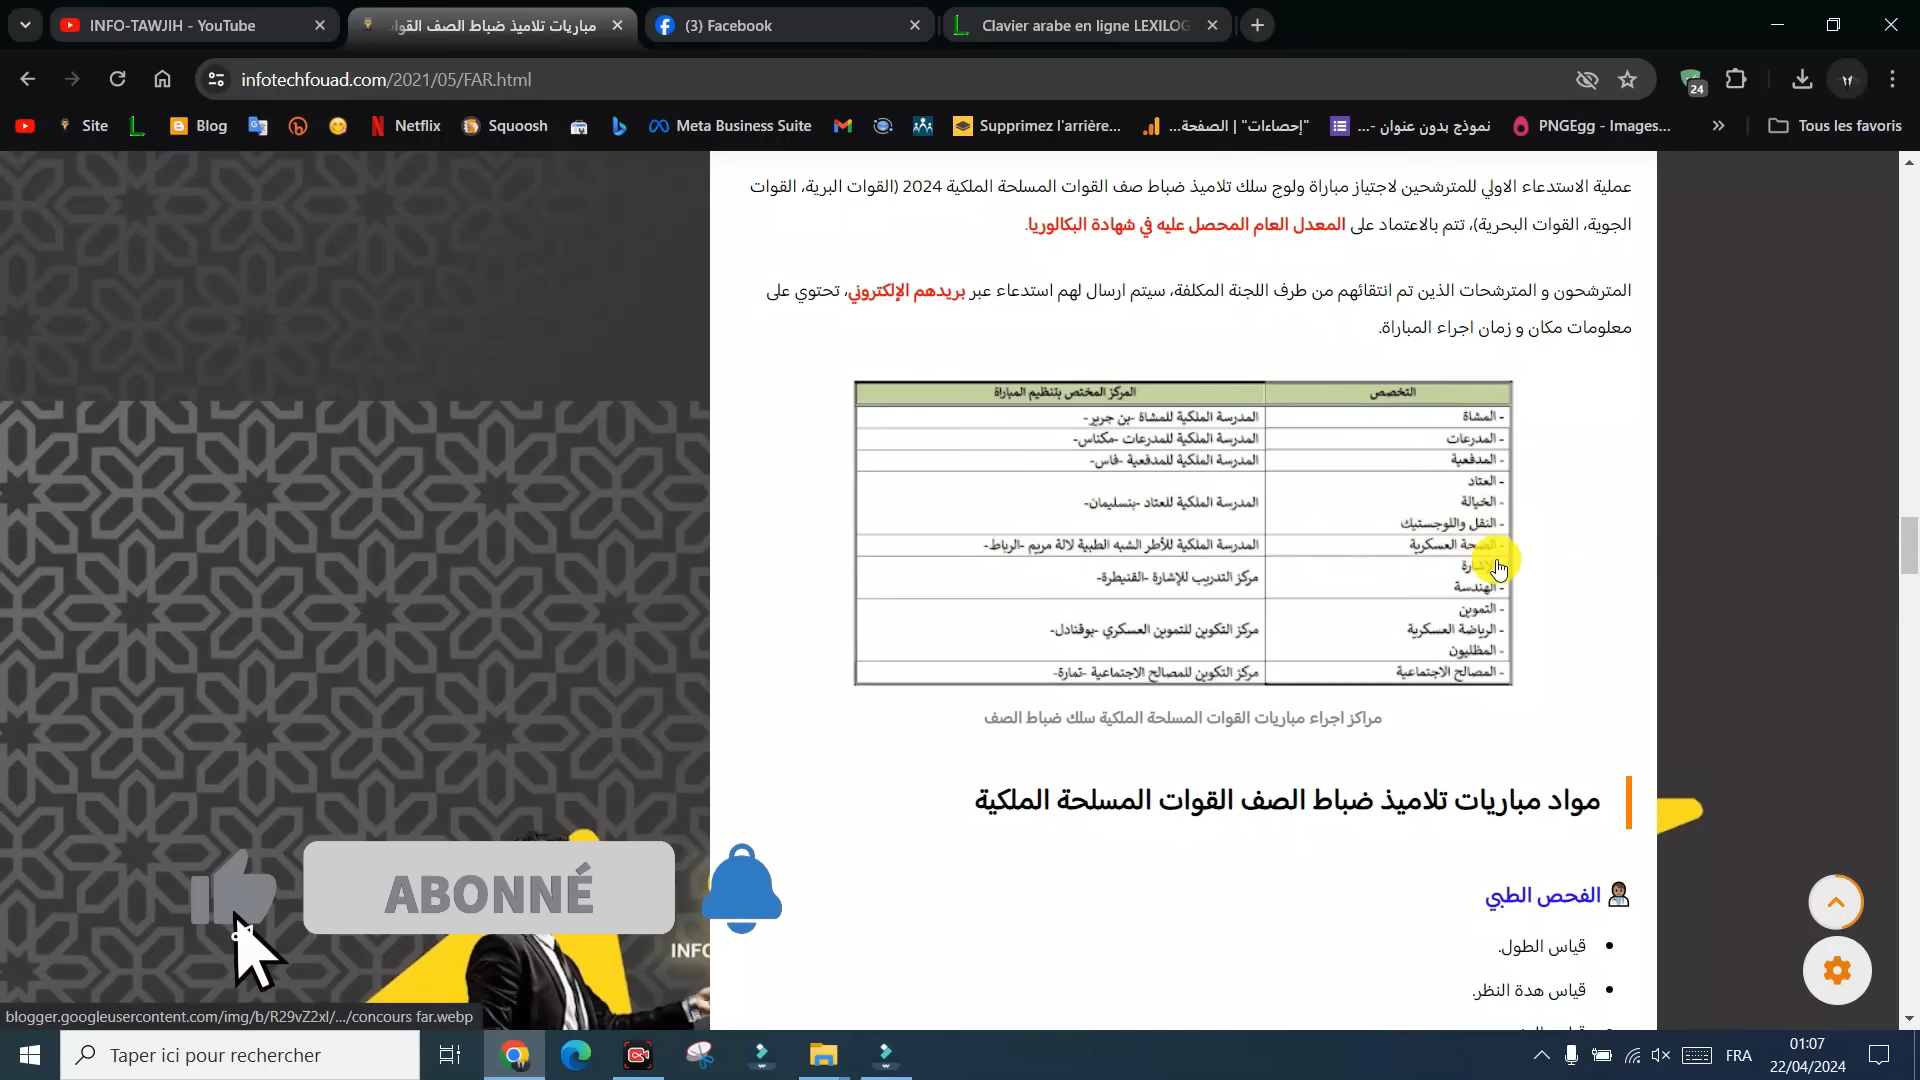 INFO-TAWJIH - YouTube
مباريات تلاميذ ضباط الصف القوات
(3) Facebook
Clavier arabe en ligne LEXILOG
infotechfouad.com/2021/05/FAR.html
24
Site
Blog
Netflix
Squoosh
Meta Business Suite
Supprimez l'arrière...
"إحصاءات" | الصفحة...
نموذج بدون عنوان -...
PNGEgg - Images...
Tous les favoris
عملية الاستدعاء الاولي للمترشحين لاجتياز مباراة ولوج سلك تلاميذ ضباط صف القوات المسلحة الملكية 2024 (القوات البرية، القوات
الجوية، القوات البحرية)، تتم بالاعتماد على المعدل العام المحصل عليه في شهادة البكالوريا.
المترشحون و المترشحات الذين تم انتقائهم من طرف اللجنة المكلفة، سيتم ارسال لهم استدعاء عبر بريدهم الإلكتروني، تحتوي على
معلومات مكان و زمان اجراء المباراة.
التخصص
المركز المختص بتنظيم المباراة
- المشاة
المدرسة الملكية للمشاة -بن جرير-
- المدرعات
المدرسة الملكية للمدرعات -مكناس-
- المدفعية
المدرسة الملكية للمدفعية -فاس-
- العتاد
- الخيالة
- النقل واللوجستيك
المدرسة الملكية للعتاد -بنسليمان-
- الصحة العسكرية
المدرسة الملكية للأطر الشبه الطبية لالة مريم -الرباط-
الإشارة
- الهندسة
مركز التدريب للإشارة -القنيطرة-
- التموين
- الرياضة العسكرية
- المظليون
مركز التكوين للتموين العسكري -بوقنادل-
- المصالح الاجتماعية
مركز التكوين للمصالح الاجتماعية -تمارة-
مراكز اجراء مباريات القوات المسلحة الملكية سلك ضباط الصف
مواد مباريات تلاميذ ضباط الصف القوات المسلحة الملكية
الفحص الطبي
قياس الطول.
قياس هدة النظر.
ABONNÉ
INFO
blogger.googleusercontent.com/img/b/R29vZ2xl/.../concours far.webp
Taper ici pour rechercher
FRA
01:07
22/04/2024